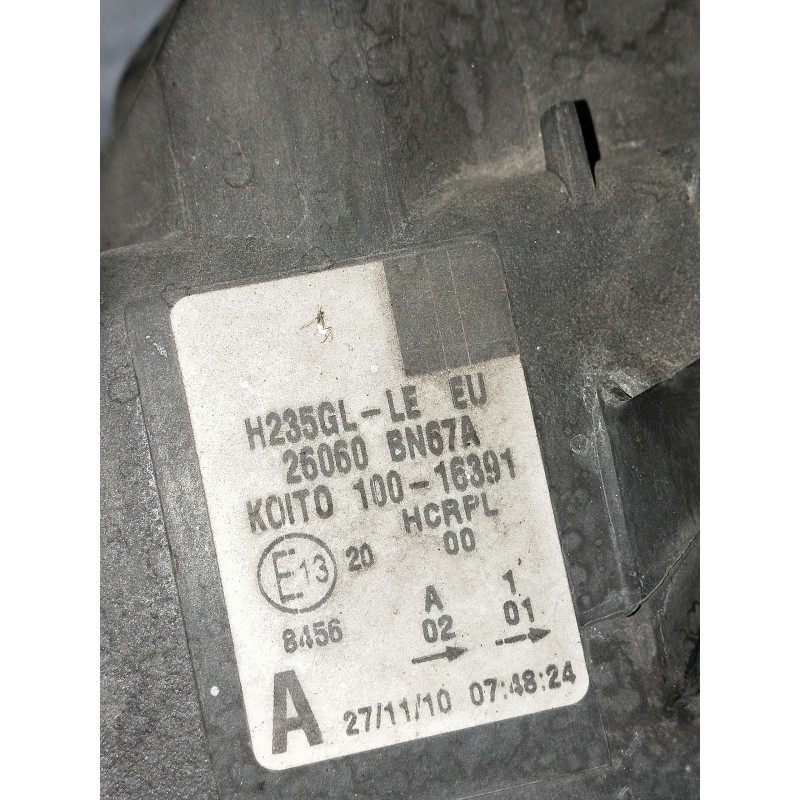 H235GL-LE EU
26060 BN67A
KOITO 100-16391
HCRPL
E13 20 00
8456 A 1
02 01
A 27/11/10 07:48:24